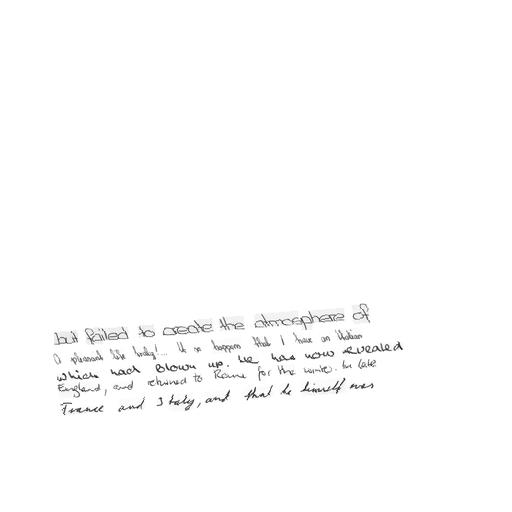 but failed to create the atmosphere of
a pleasant life truly!... It so happens that I have an Italian
which had blown up. He has now revealed
England, and returned to Rome for the winter. In late
France and Italy, and that he himself was